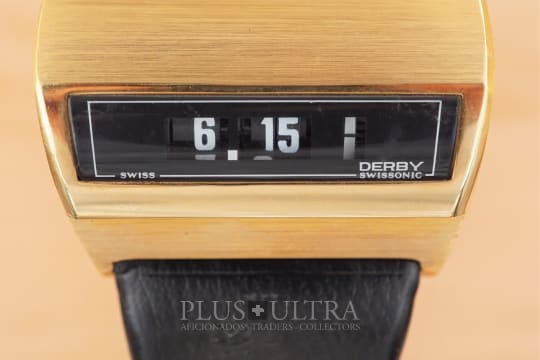 6. 15
SWISS
DERBY
SWISSONIC
PLUS ULTRA
AFICIONADOS TRADERS - COLLECTORS